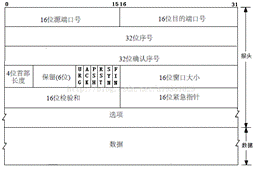 0 15 16 31
16位源端口号 16位目的端口号
32位序号
32位确认序号
4位首部长度 保留(6位) URG ACK PSH RST SYN FIN 16位窗口大小
16位检验和 16位紧急指针
选项
数据
报头
数据